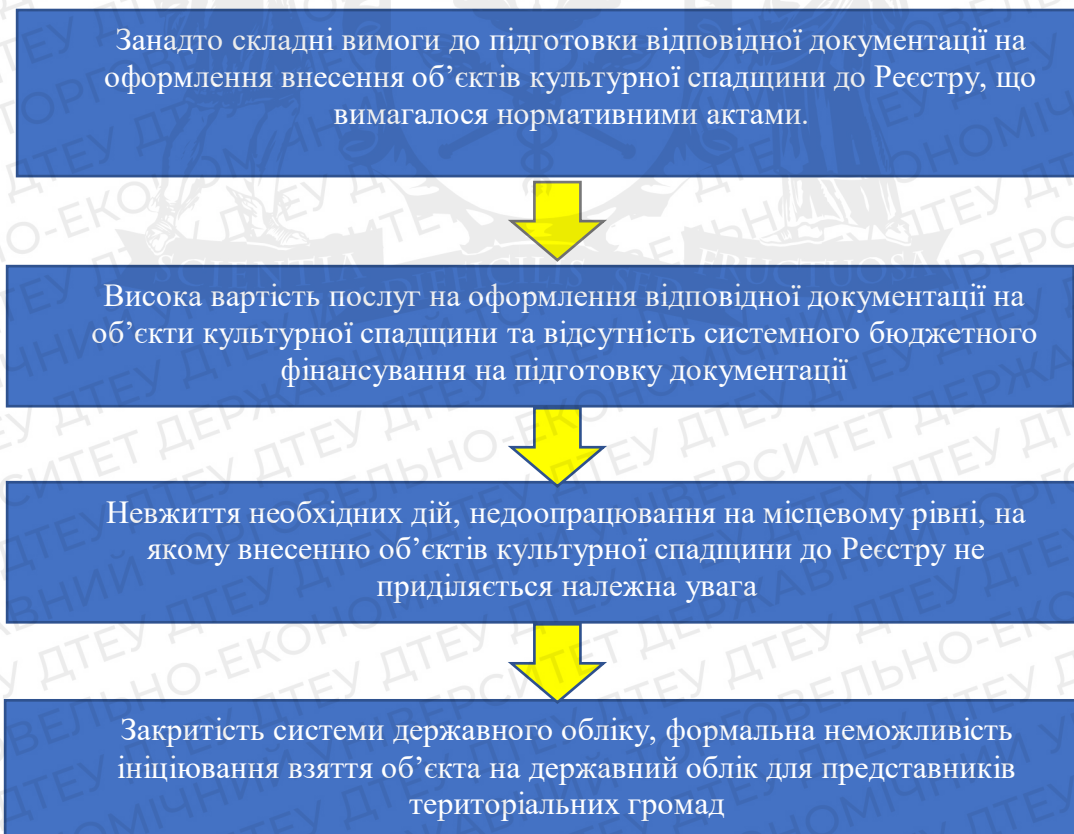 Занадто складні вимоги до підготовки відповідної документації на
оформлення внесення об’єктів культурної спадщини до Реєстру, що
вимагалося нормативними актами.
Висока вартість послуг на оформлення відповідної документації на
об’єкти культурної спадщини та відсутність системного бюджетного
фінансування на підготовку документації
Невжиття необхідних дій, недоопрацювання на місцевому рівні, на
якому внесенню об’єктів культурної спадщини до Реєстру не
приділяється належна увага
Закритість системи державного обліку, формальна неможливість
ініціювання взяття об’єкта на державний облік для представників
територіальних громад